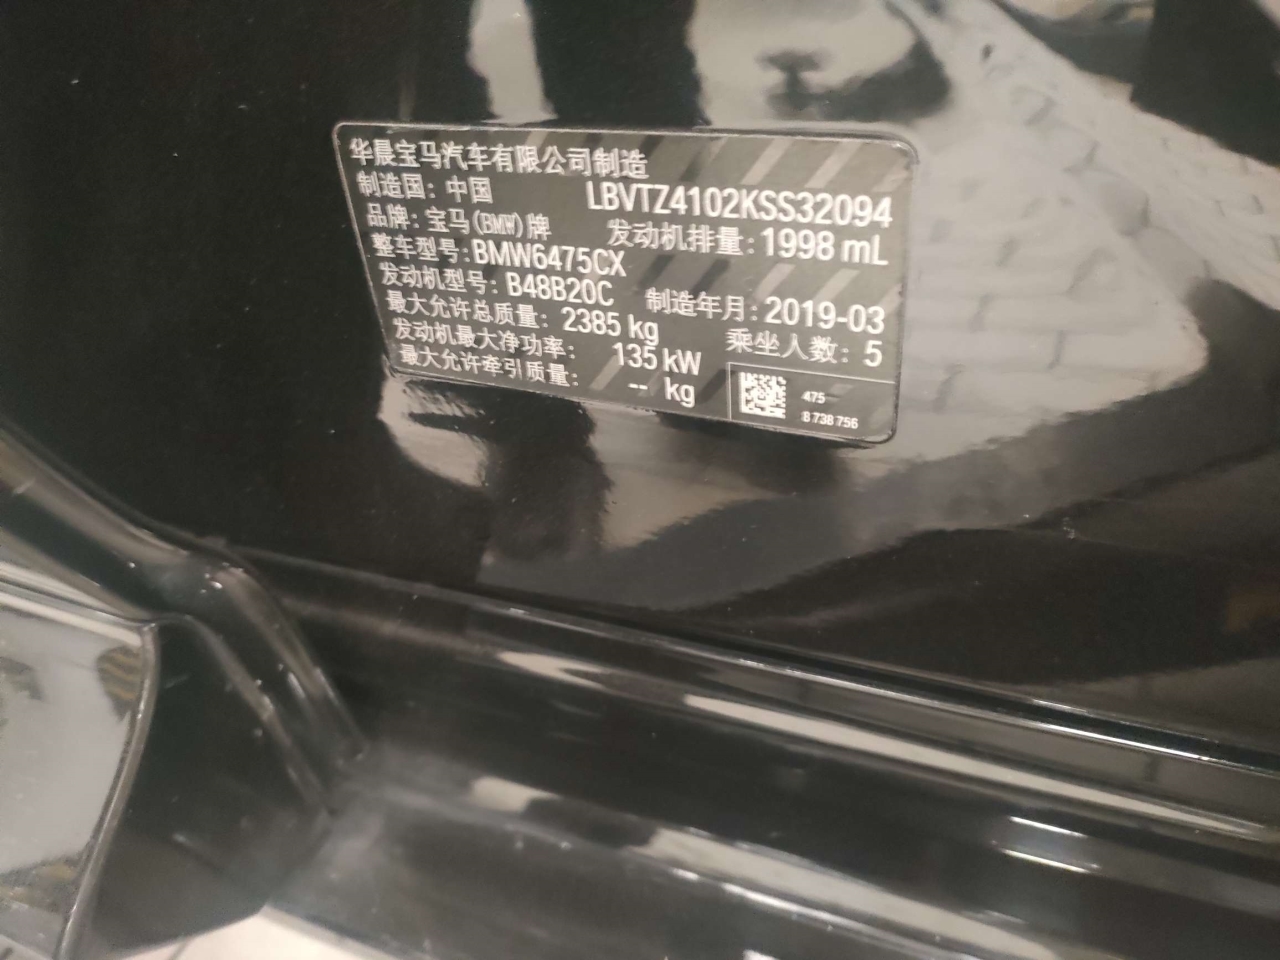 华晨宝马汽车有限公司制造
制造国：中国 LBVTZ4102KSS32094
品牌：宝马(BMW)牌 发动机排量：1998 mL
整车型号：BMW6475CX
发动机型号：B48B20C 制造年月：2019-03
最大允许总质量：2385 kg 乘坐人数：5
发动机最大净功率：135 kW
最大允许牵引质量：-- kg
475
8 738 756